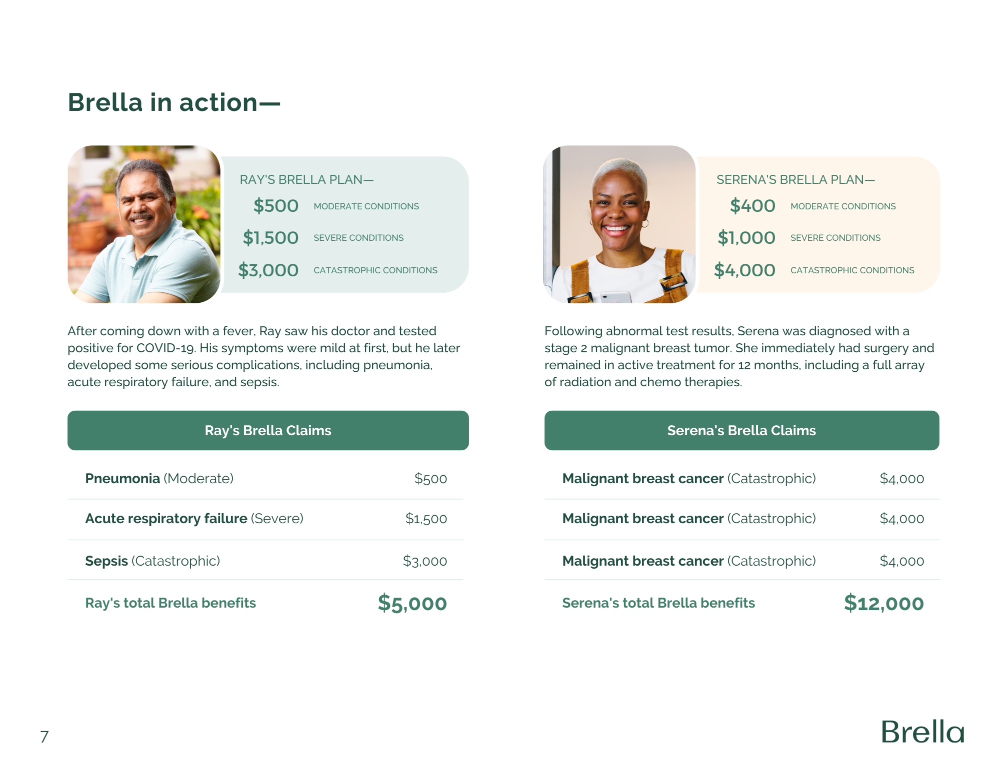 Brella in action—
RAY'S BRELLA PLAN—
$500 MODERATE CONDITIONS
$1,500 SEVERE CONDITIONS
$3,000 CATASTROPHIC CONDITIONS
After coming down with a fever, Ray saw his doctor and tested
positive for COVID-19. His symptoms were mild at first, but he later
developed some serious complications, including pneumonia,
acute respiratory failure, and sepsis.
Ray's Brella Claims
Pneumonia (Moderate) $500
Acute respiratory failure (Severe) $1,500
Sepsis (Catastrophic) $3,000
Ray's total Brella benefits $5,000
SERENA'S BRELLA PLAN—
$400 MODERATE CONDITIONS
$1,000 SEVERE CONDITIONS
$4,000 CATASTROPHIC CONDITIONS
Following abnormal test results, Serena was diagnosed with a
stage 2 malignant breast tumor. She immediately had surgery and
remained in active treatment for 12 months, including a full array
of radiation and chemo therapies.
Serena's Brella Claims
Malignant breast cancer (Catastrophic) $4,000
Malignant breast cancer (Catastrophic) $4,000
Malignant breast cancer (Catastrophic) $4,000
Serena's total Brella benefits $12,000
7
Brella